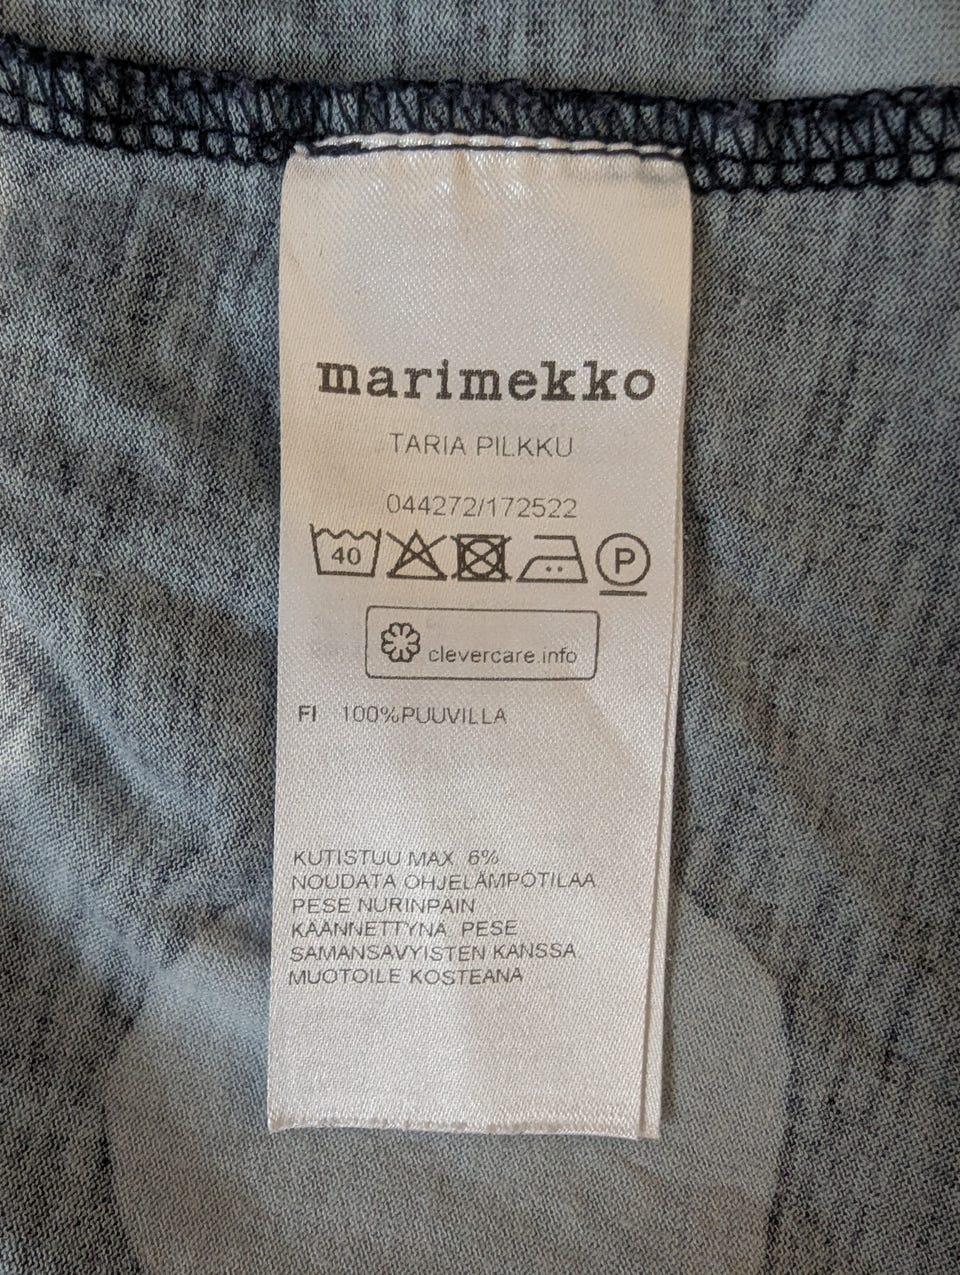 marimekko
TARIA PILKKU
044272/172522
40 P
clevercare.info
FI 100%PUUVILLA
KUTISTUU MAX 6%
NOUDATA OHJELÄMPÖTILAA
PESE NURINPÄIN
KÄÄNNETTYNÄ PESE
SAMANSÄVYISTEN KANSSA
MUOTOILE KOSTEANA